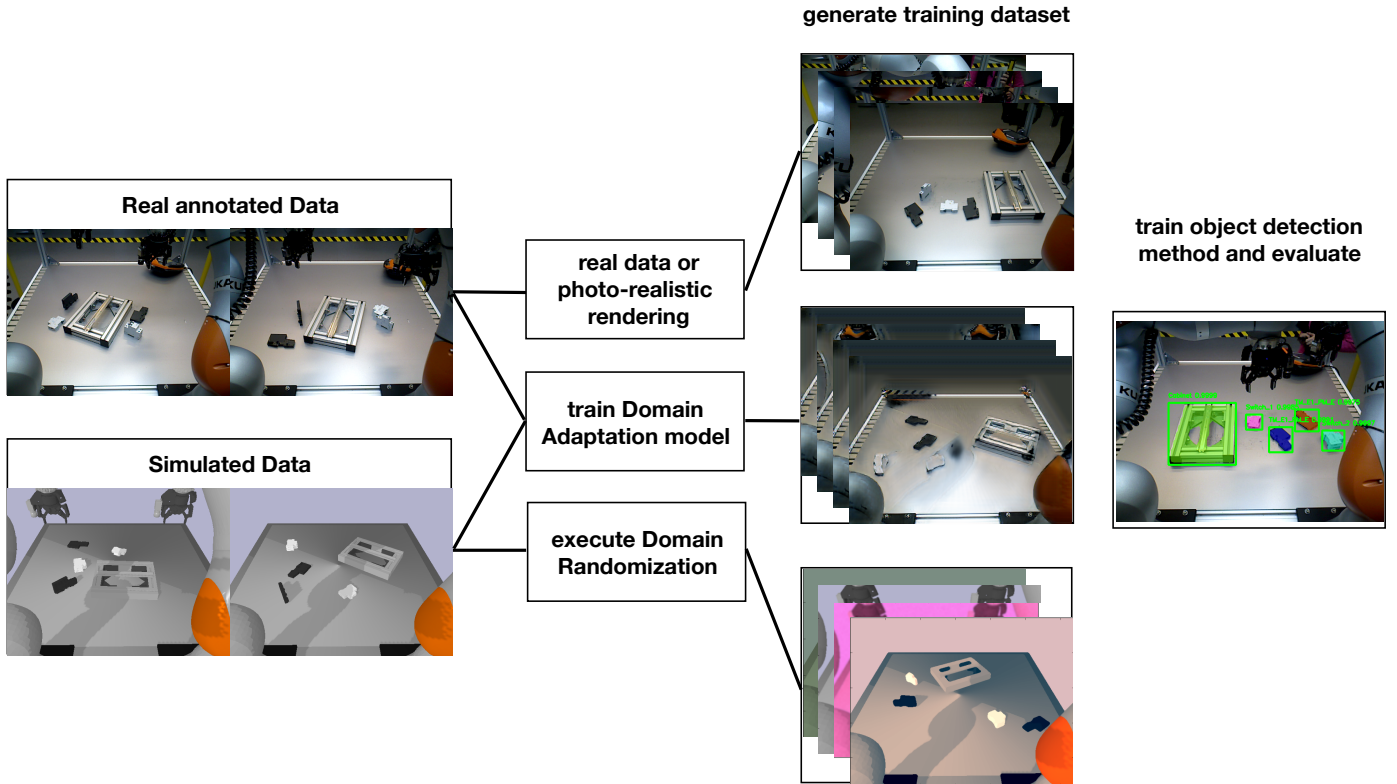 generate training dataset
Real annotated Data
real data or
photo-realistic
rendering
train Domain
Adaptation model
Simulated Data
execute Domain
Randomization
train object detection
method and evaluate